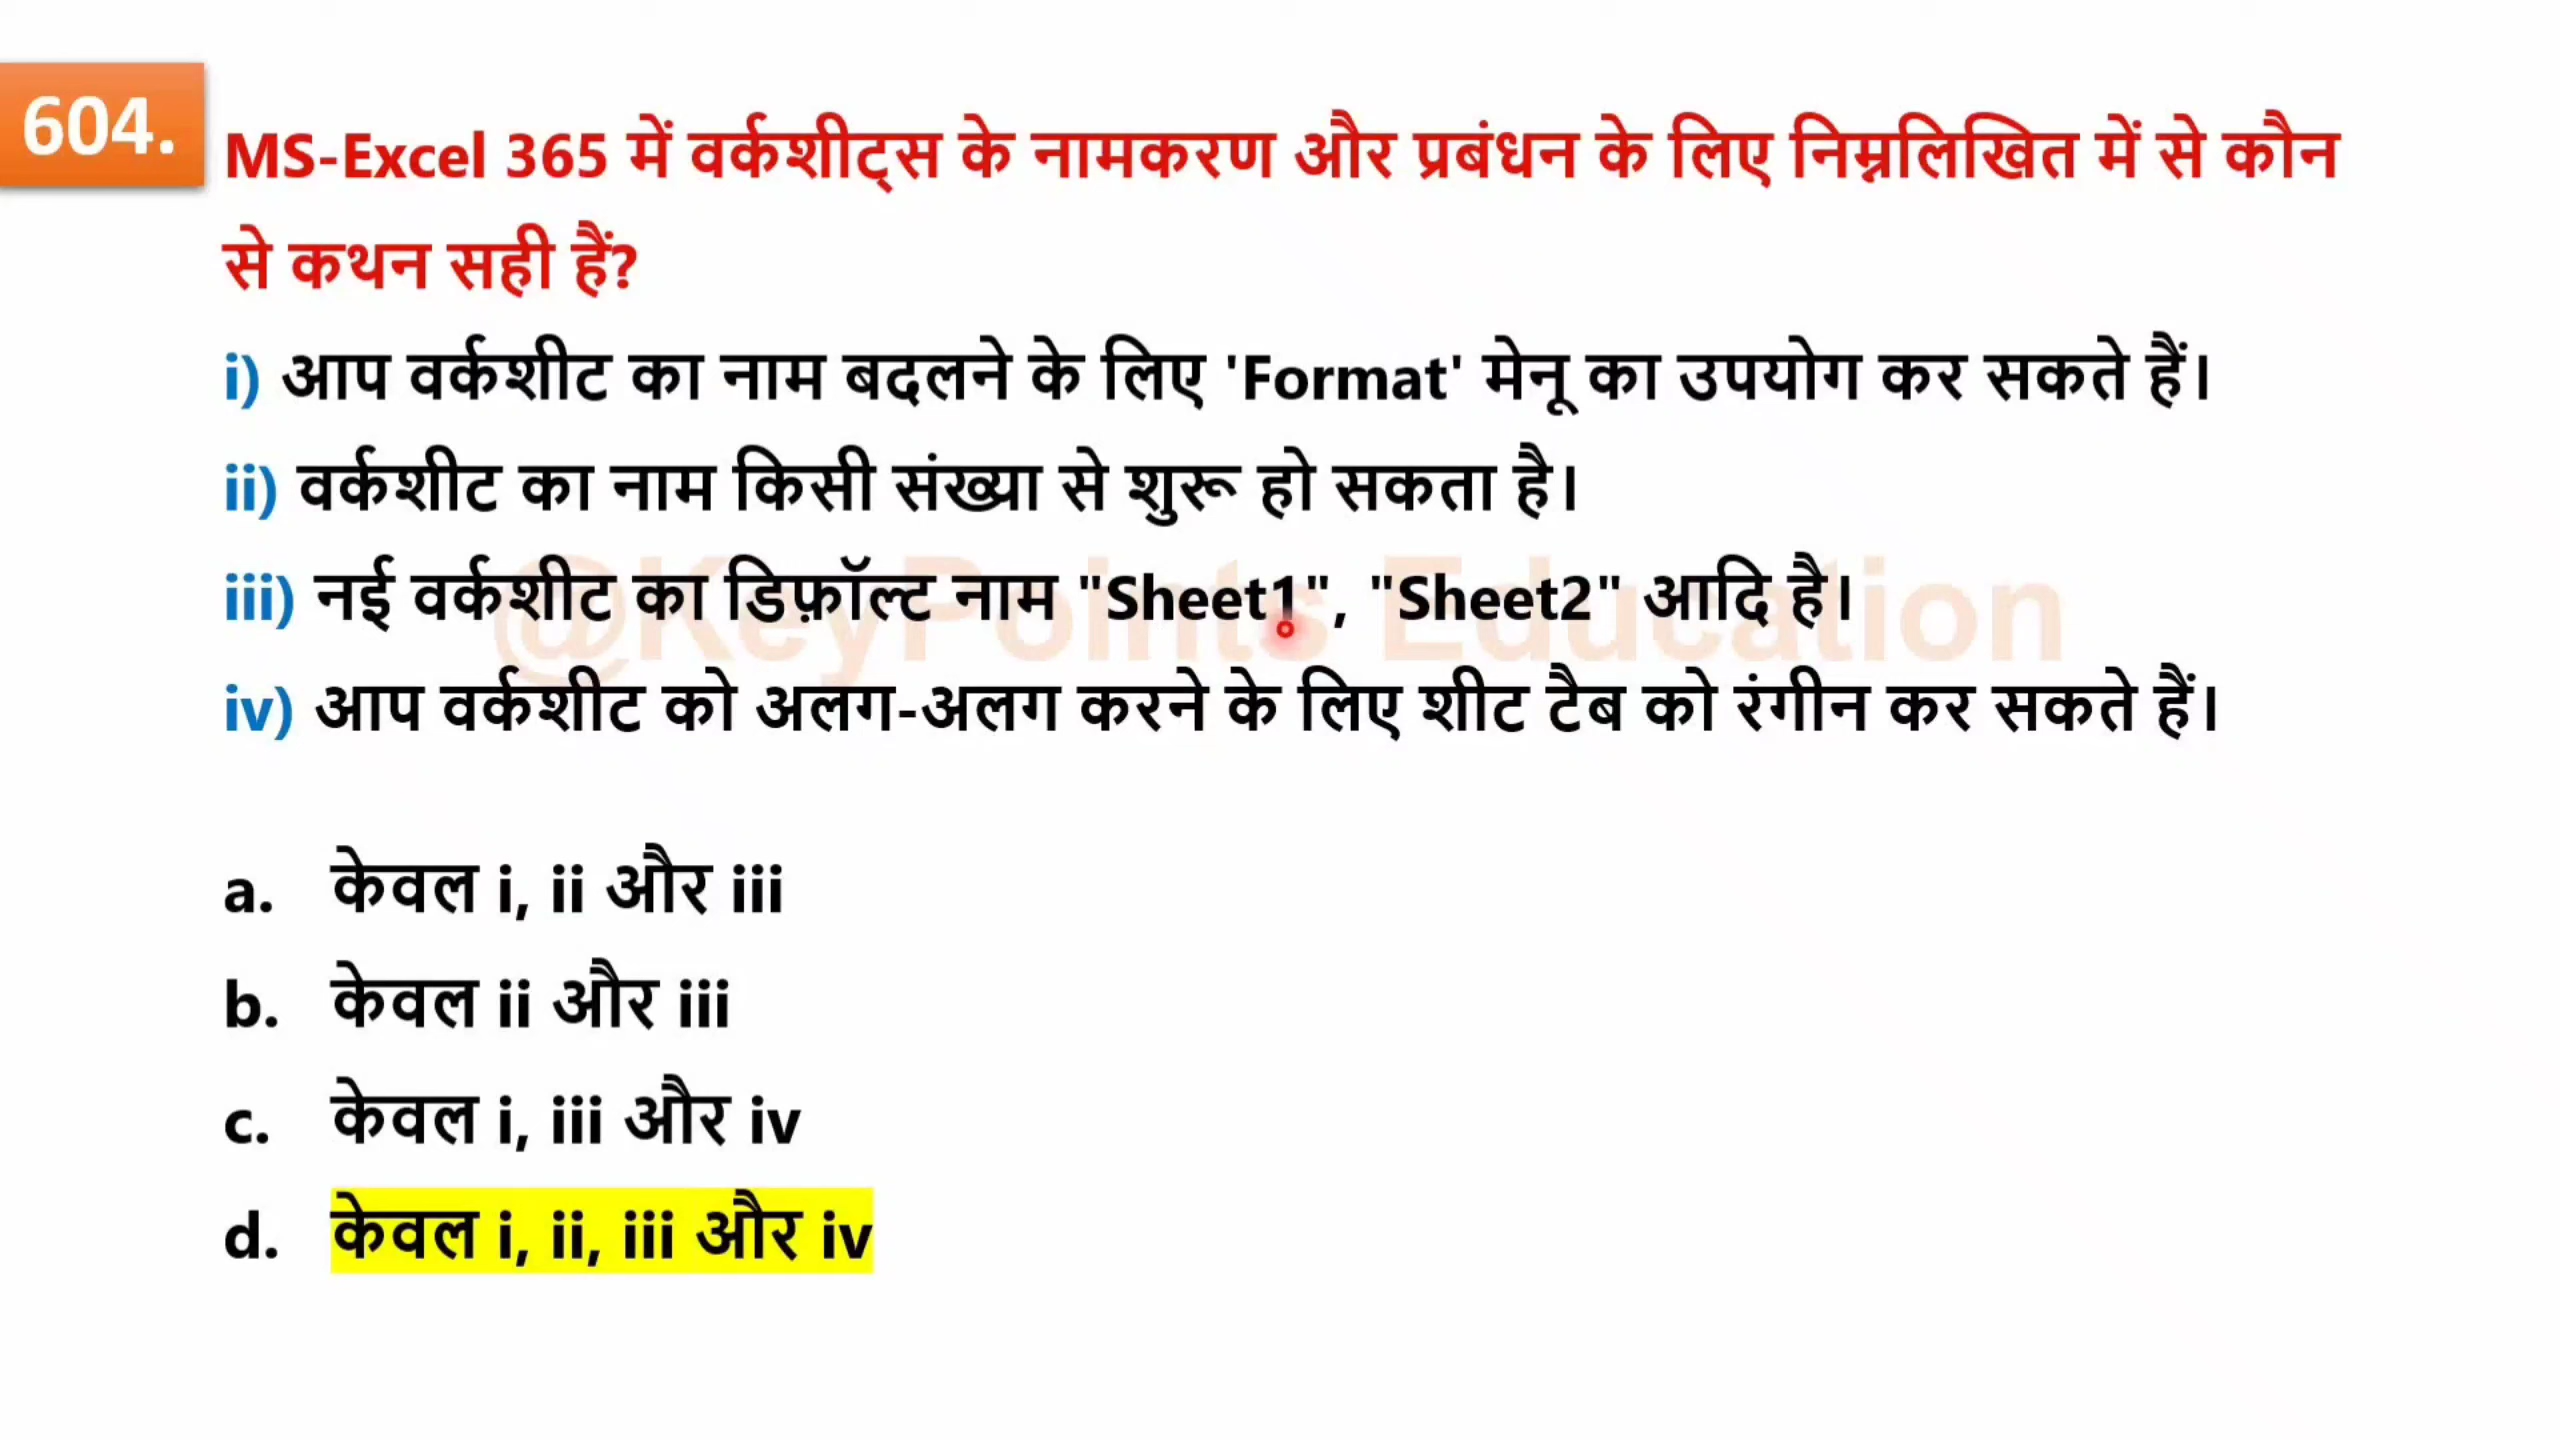 604.
MS-Excel 365 में वर्कशीट्स के नामकरण और प्रबंधन के लिए निम्नलिखित में से कौन
से कथन सही हैं?
i) आप वर्कशीट का नाम बदलने के लिए 'Format' मेनू का उपयोग कर सकते हैं।
ii) वर्कशीट का नाम किसी संख्या से शुरू हो सकता है।
iii) नई वर्कशीट का डिफ़ॉल्ट नाम "Sheet1", "Sheet2" आदि है।
@KeyPoints Education
iv) आप वर्कशीट को अलग-अलग करने के लिए शीट टैब को रंगीन कर सकते हैं।
a. केवल i, ii और iii
b. केवल ii और iii
c. केवल i, iii और iv
d. केवल i, ii, iii और iv